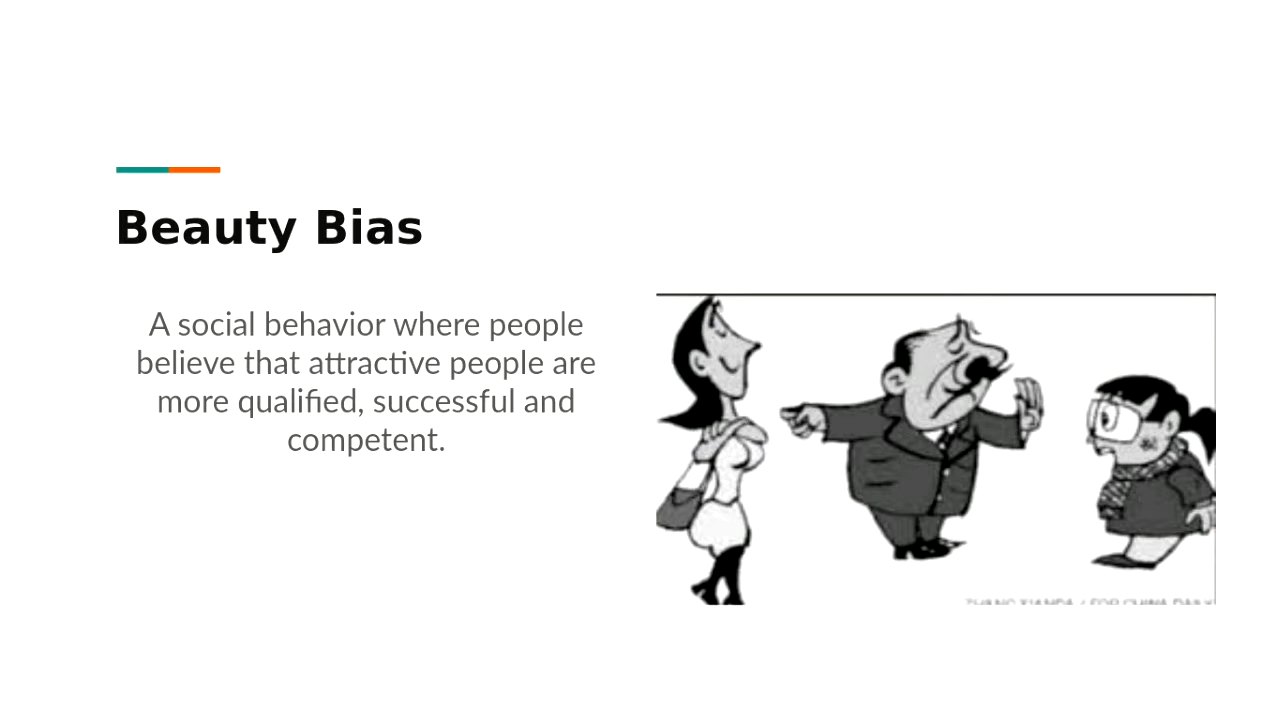 Beauty Bias
A social behavior where people
believe that attractive people are
more qualified, successful and
competent.